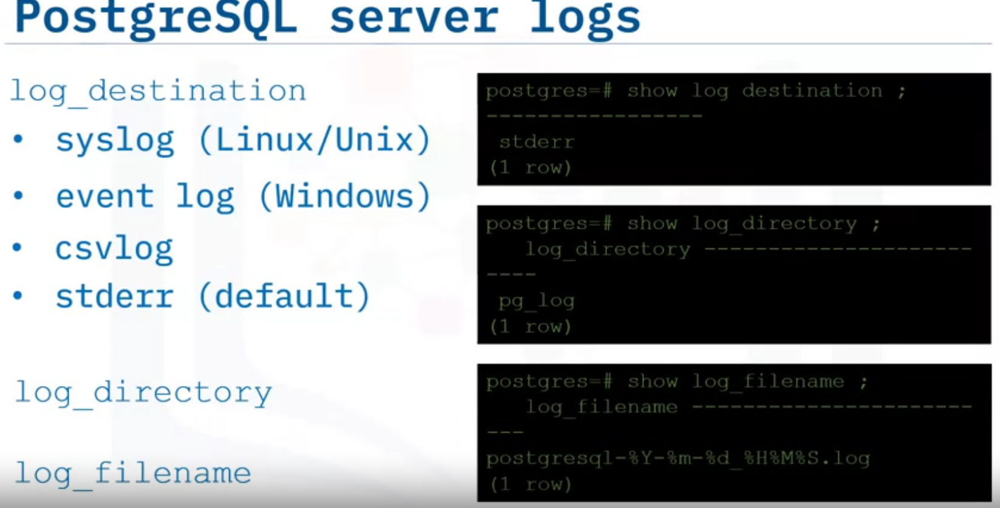 PostgreSQL server logs
log_destination
• syslog (Linux/Unix)
• event log (Windows)
• csvlog
• stderr (default)
log_directory
log_filename
postgres=# show log destination ;
-----------------
stderr
(1 row)
postgres=# show log_directory ;
log_directory ---------------------
----
pg_log
(1 row)
postgres=# show log_filename ;
log_filename ----------------------
---
postgresql-%Y-%m-%d_%H%M%S.log
(1 row)